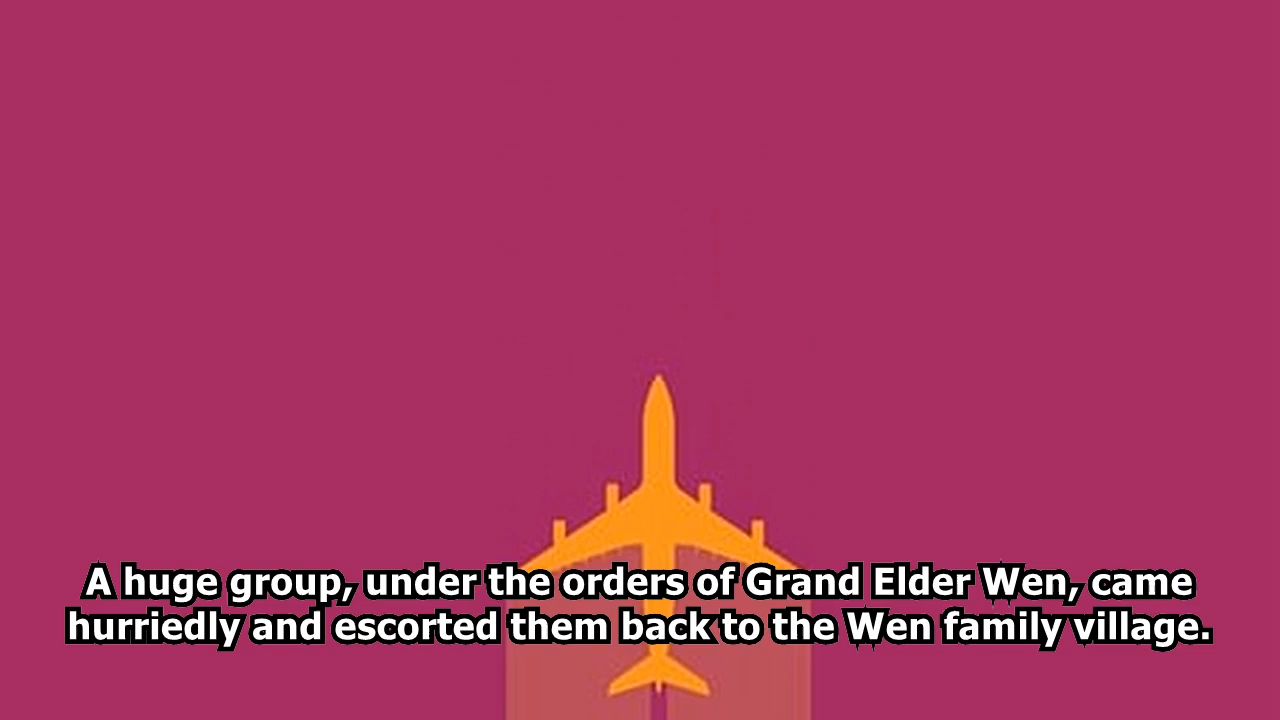 A huge group, under the orders of Grand Elder Wen, came
hurriedly and escorted them back to the Wen family village.